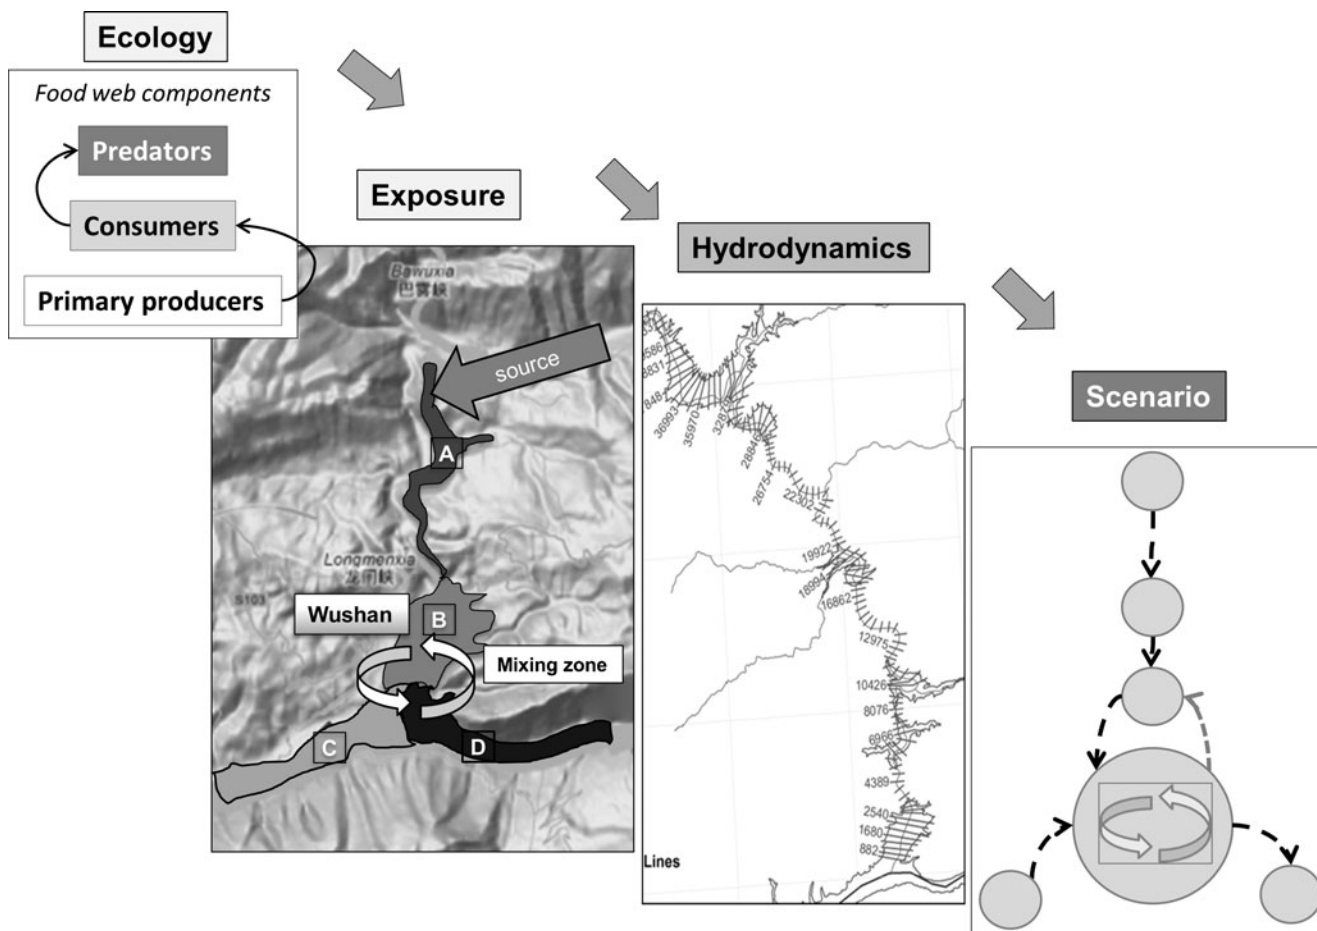 Ecology
Food web components
Predators
Consumers
Primary producers
Exposure
Bawuxia
巴雾峡
source
A
Longmenxia
龙门峡
S103
Wushan
B
Mixing zone
C
D
Hydrodynamics
36993
35970
28846
26754
22302
19922
18994
16862
12975
10426
8076
6966
4389
2540
1680
882
Lines
Scenario